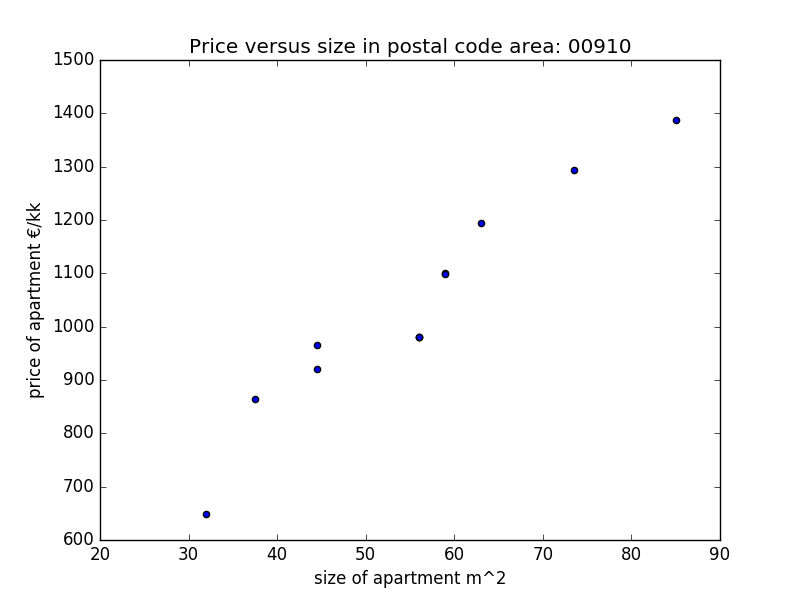 Price versus size in postal code area: 00910
1500
1400
1300
1200
1100
1000
900
800
700
600
price of apartment €/kk
20 30 40 50 60 70 80 90
size of apartment m^2